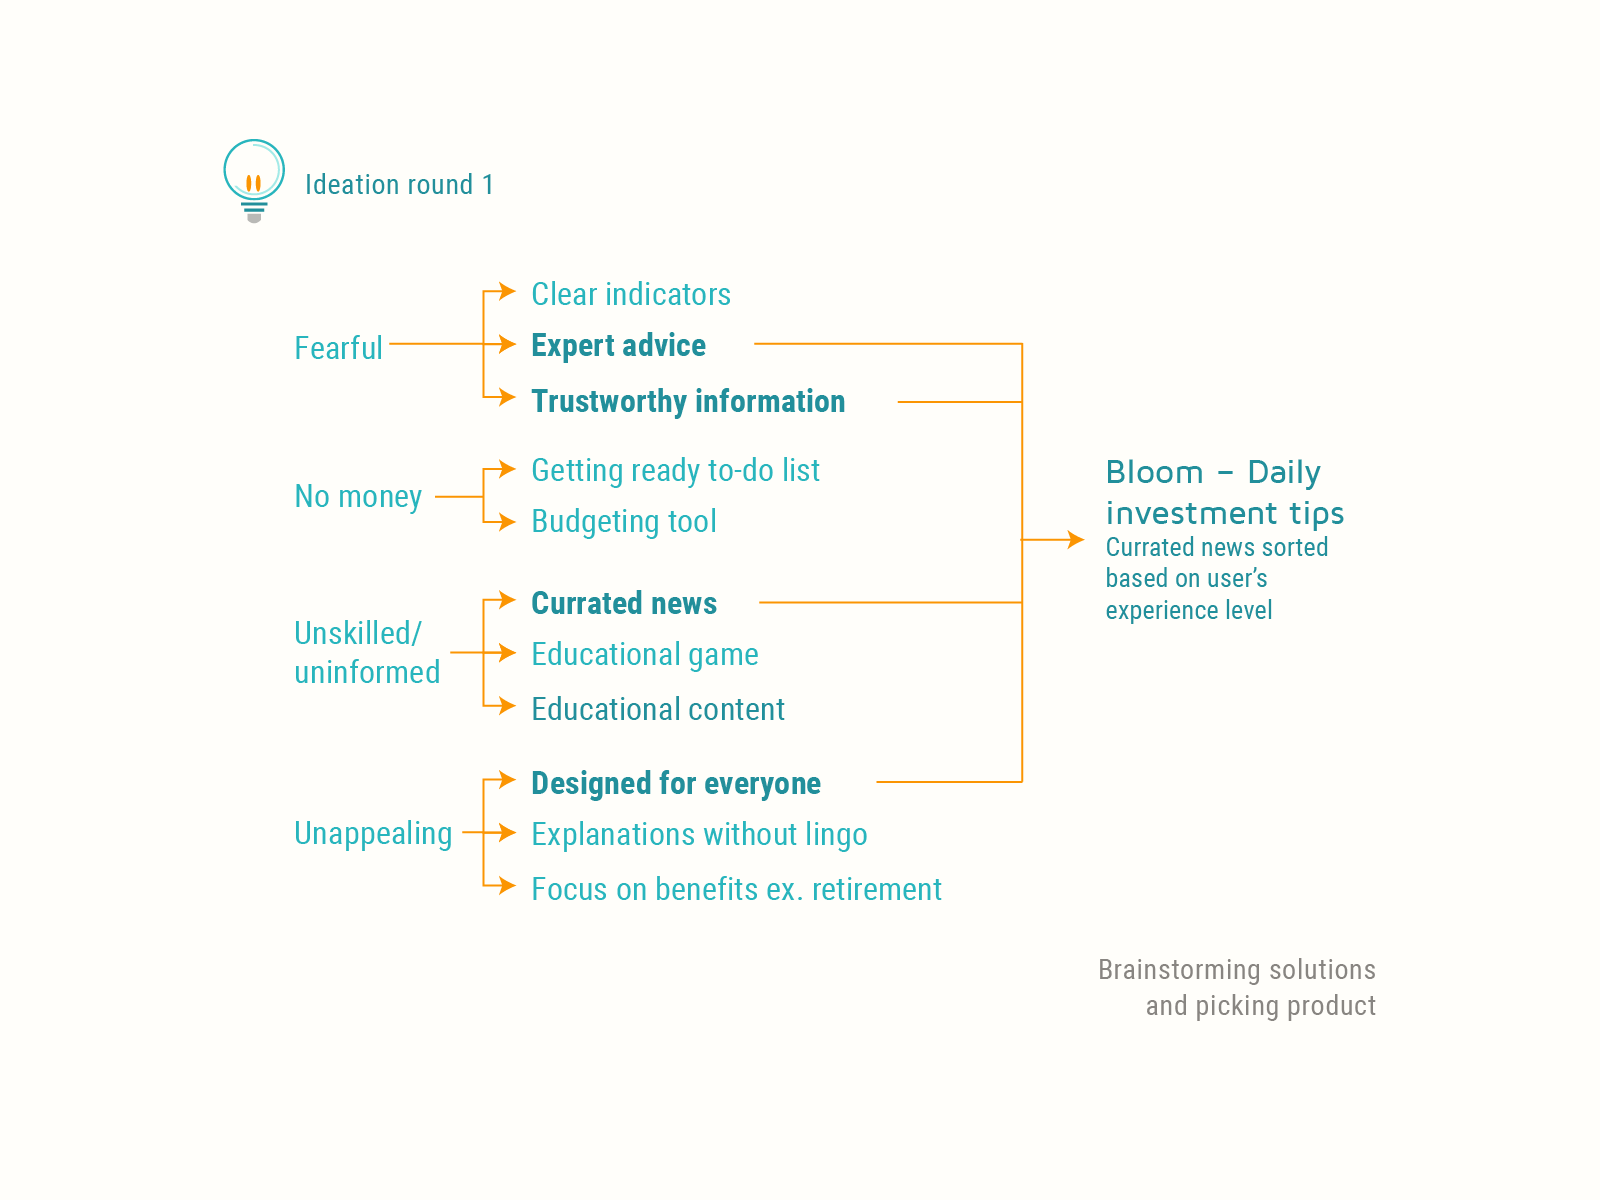 Ideation round 1
Fearful
Clear indicators
Expert advice
Trustworthy information
No money
Getting ready to-do list
Budgeting tool
Unskilled/
uninformed
Currated news
Educational game
Educational content
Unappealing
Designed for everyone
Explanations without lingo
Focus on benefits ex. retirement
Bloom – Daily
investment tips
Currated news sorted
based on user’s
experience level
Brainstorming solutions
and picking product